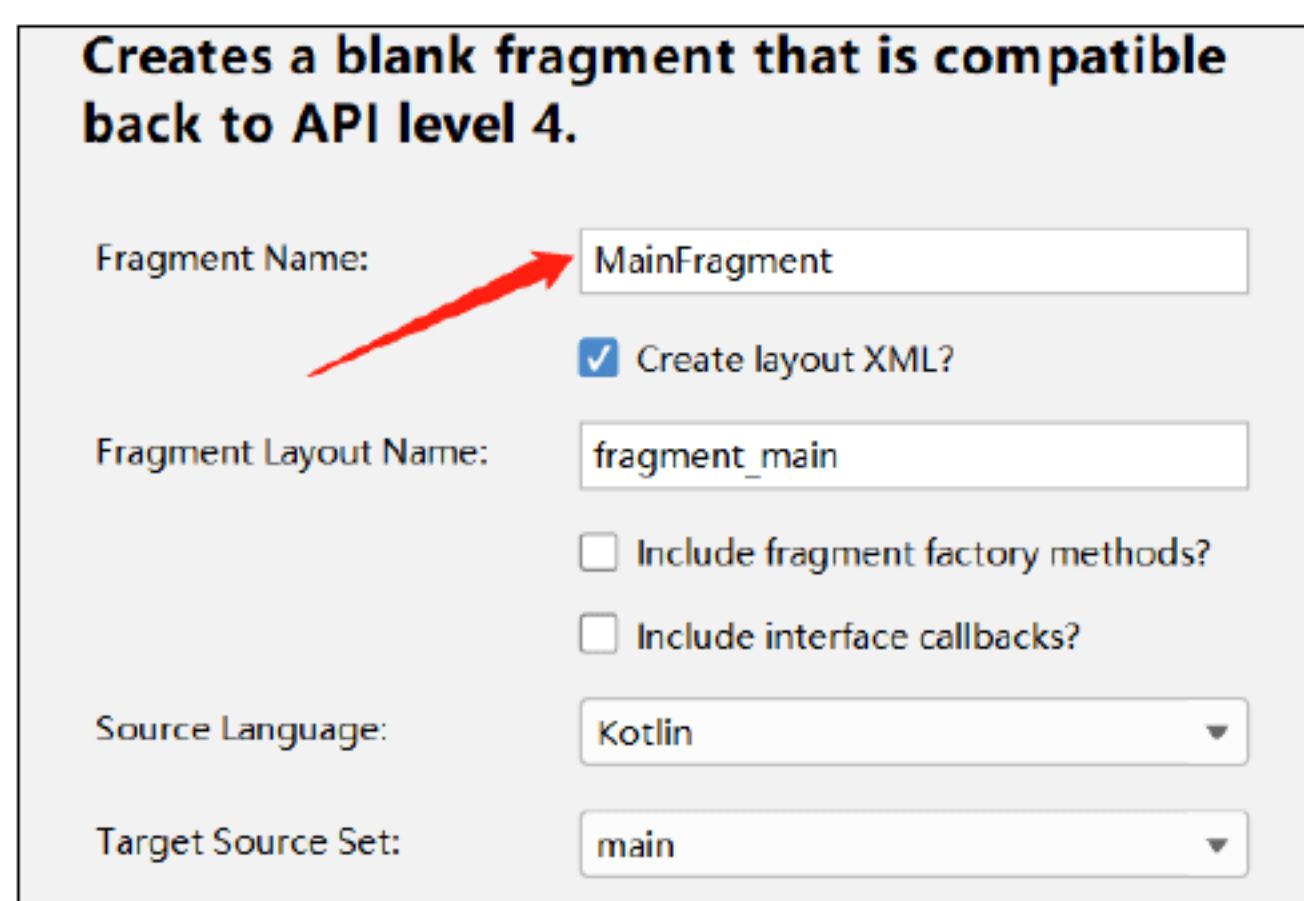 Creates a blank fragment that is compatible
back to API level 4.
Fragment Name:
MainFragment
Create layout XML?
Fragment Layout Name:
fragment_main
Include fragment factory methods?
Include interface callbacks?
Source Language:
Kotlin
Target Source Set:
main